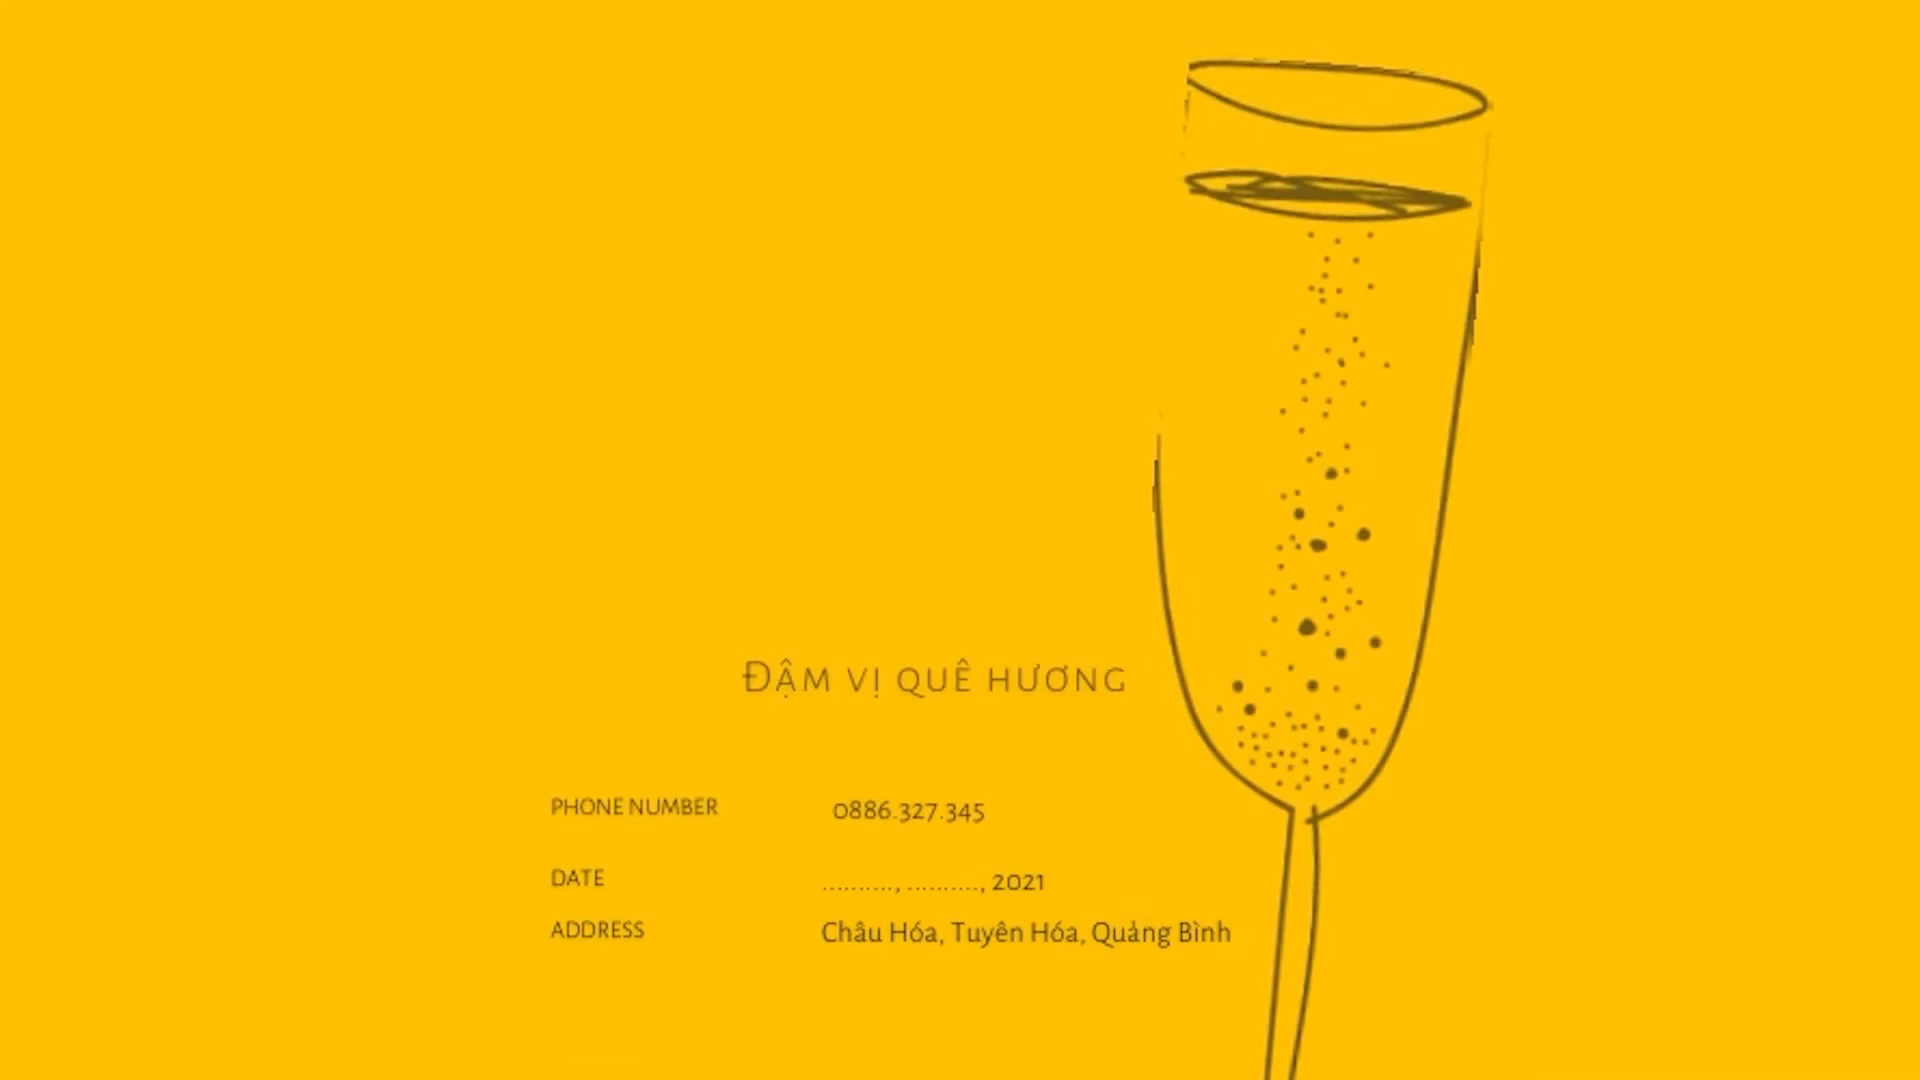 ĐẬM VỊ QUÊ HƯƠNG
PHONE NUMBER 0886.327.345
DATE .........., .........., 2021
ADDRESS Châu Hóa, Tuyên Hóa, Quảng Bình